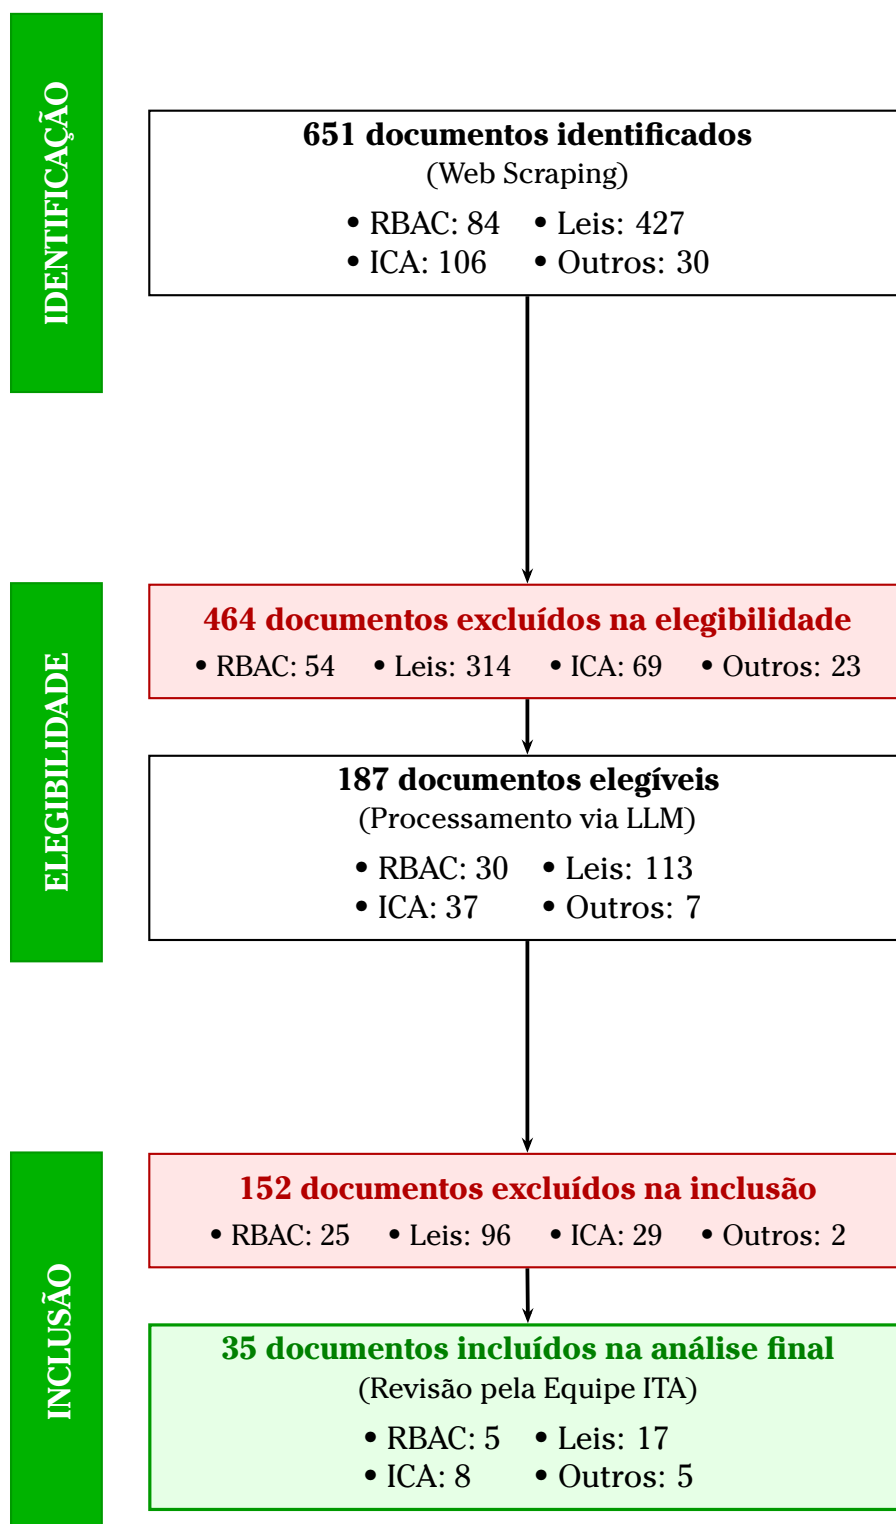 IDENTIFICAÇÃO
651 documentos identificados
(Web Scraping)
• RBAC: 84 • Leis: 427
• ICA: 106 • Outros: 30
ELEGIBILIDADE
464 documentos excluídos na elegibilidade
• RBAC: 54 • Leis: 314 • ICA: 69 • Outros: 23
187 documentos elegíveis
(Processamento via LLM)
• RBAC: 30 • Leis: 113
• ICA: 37 • Outros: 7
INCLUSÃO
152 documentos excluídos na inclusão
• RBAC: 25 • Leis: 96 • ICA: 29 • Outros: 2
35 documentos incluídos na análise final
(Revisão pela Equipe ITA)
• RBAC: 5 • Leis: 17
• ICA: 8 • Outros: 5